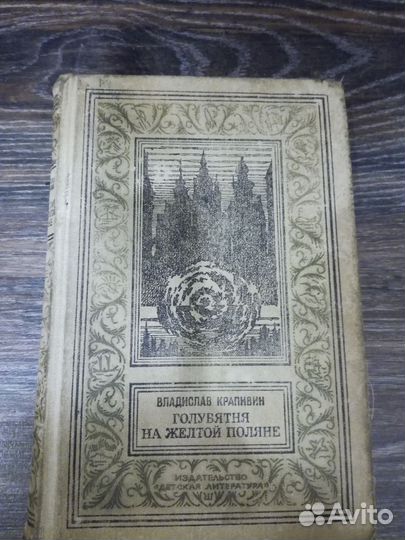 ВЛАДИСЛАВ КРАПИВИН
ГОЛУБЯТНЯ
НА ЖЕЛТОЙ ПОЛЯНЕ
ИЗДАТЕЛЬСТВО
«ДЕТСКАЯ ЛИТЕРАТУРА»
Avito